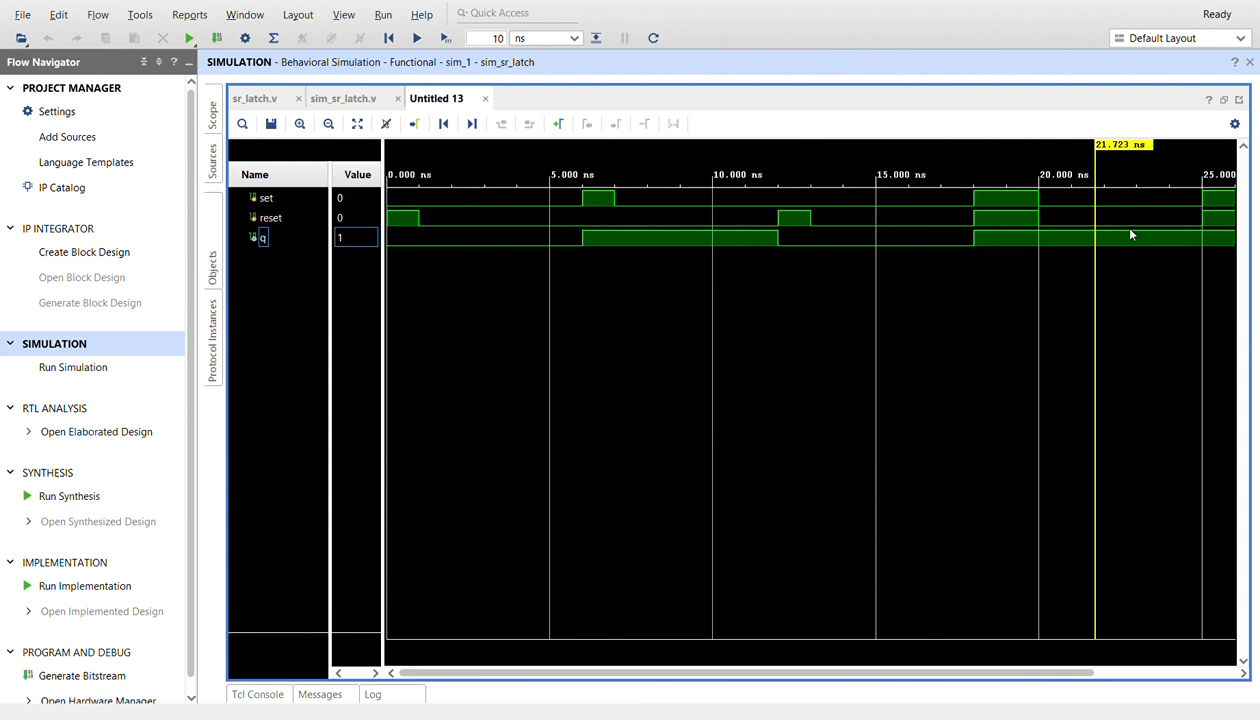 File Edit Flow Tools Reports Window Layout View Run Help Quick Access Ready
10 ns Default Layout
Flow Navigator ? _ SIMULATION - Behavioral Simulation - Functional - sim_1 - sim_sr_latch ? ×
PROJECT MANAGER
Settings
Add Sources
Language Templates
IP Catalog
IP INTEGRATOR
Create Block Design
Open Block Design
Generate Block Design
SIMULATION
Run Simulation
RTL ANALYSIS
Open Elaborated Design
SYNTHESIS
Run Synthesis
Open Synthesized Design
IMPLEMENTATION
Run Implementation
Open Implemented Design
PROGRAM AND DEBUG
Generate Bitstream
Open Hardware Manager
Scope
Sources
Objects
Protocol Instances
sr_latch.v × sim_sr_latch.v × Untitled 13 × ?
21.723 ns
Name Value 0.000 ns 5.000 ns 10.000 ns 15.000 ns 20.000 ns 25.000
set 0
reset 0
q 1
Tcl Console Messages Log